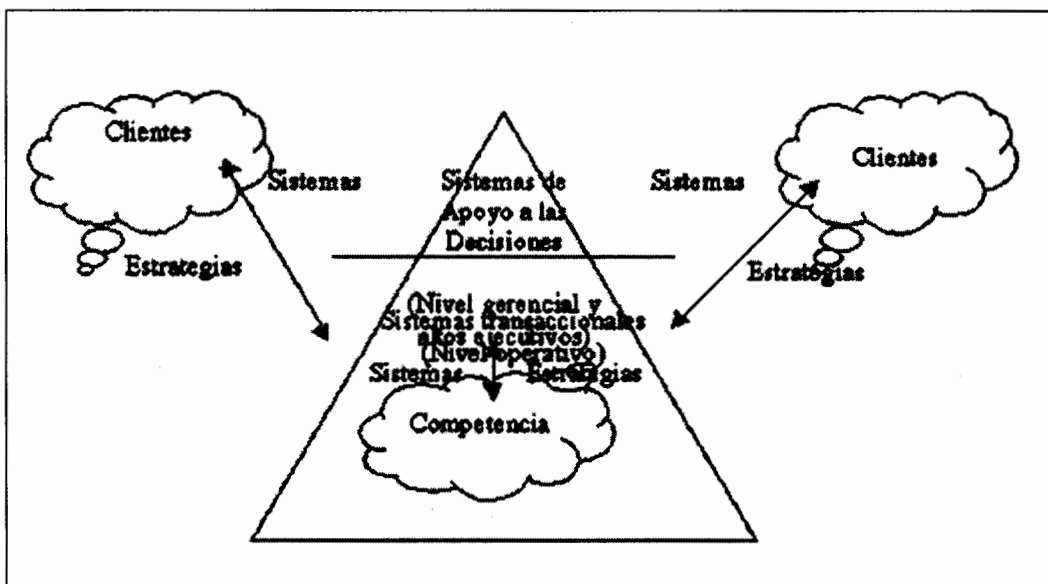 Clientes
Clientes
Sistemas
Sistemas de
Apoyo a las
Decisiones
Sistemas
Estrategias
Estrategias
(Nivel gerencial y
Sistemas transaccionales
altos ejecutivos)
(Nivel operativo)
Sistemas
Estrategias
Competencia